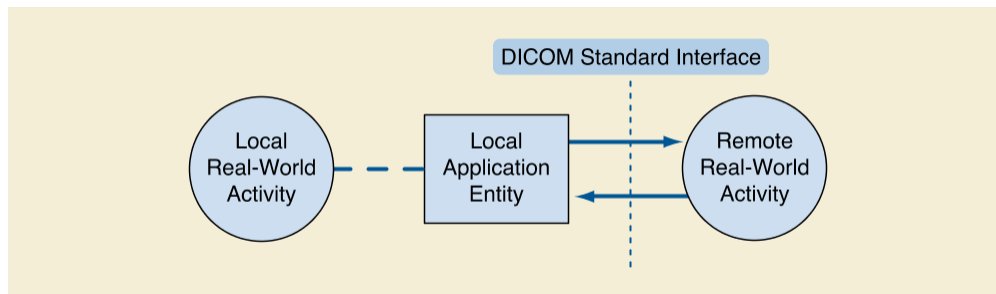 DICOM Standard Interface
Local
Real-World
Activity
Local
Application
Entity
Remote
Real-World
Activity